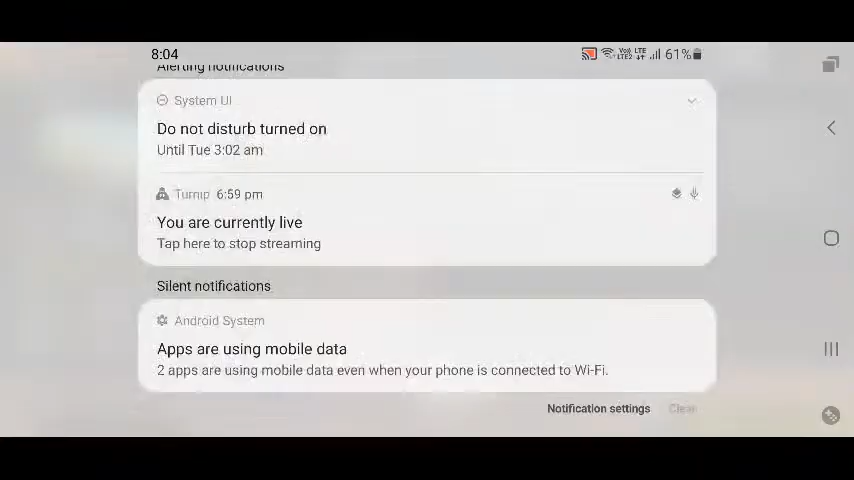 8:04
Vo) LTE
LTE2
61%
Alerting notifications
System UI
Do not disturb turned on
Until Tue 3:02 am
Turnip 6:59 pm
You are currently live
Tap here to stop streaming
Silent notifications
Android System
Apps are using mobile data
2 apps are using mobile data even when your phone is connected to Wi-Fi.
Notification settings Clear